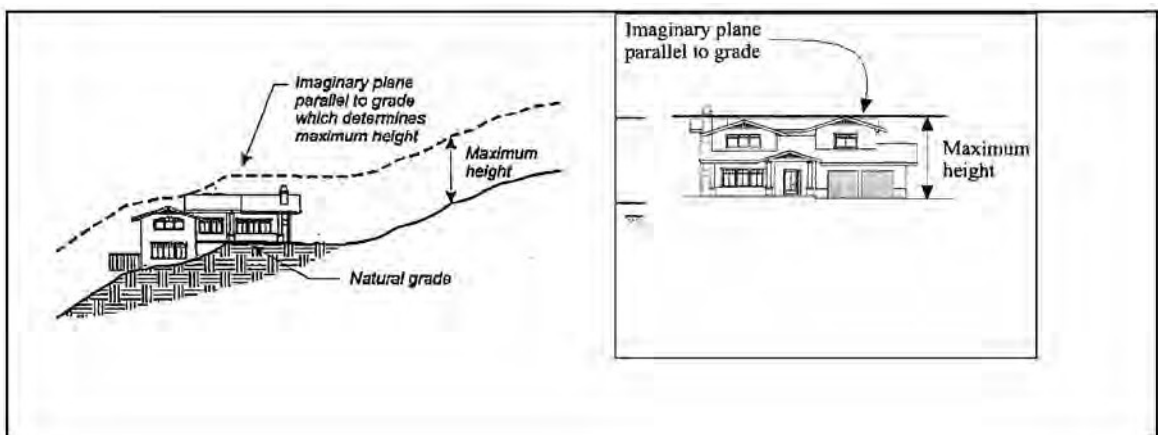 Imaginary plane
parallel to grade
which determines
maximum height
Maximum
height
Natural grade
Imaginary plane
parallel to grade
Maximum
height